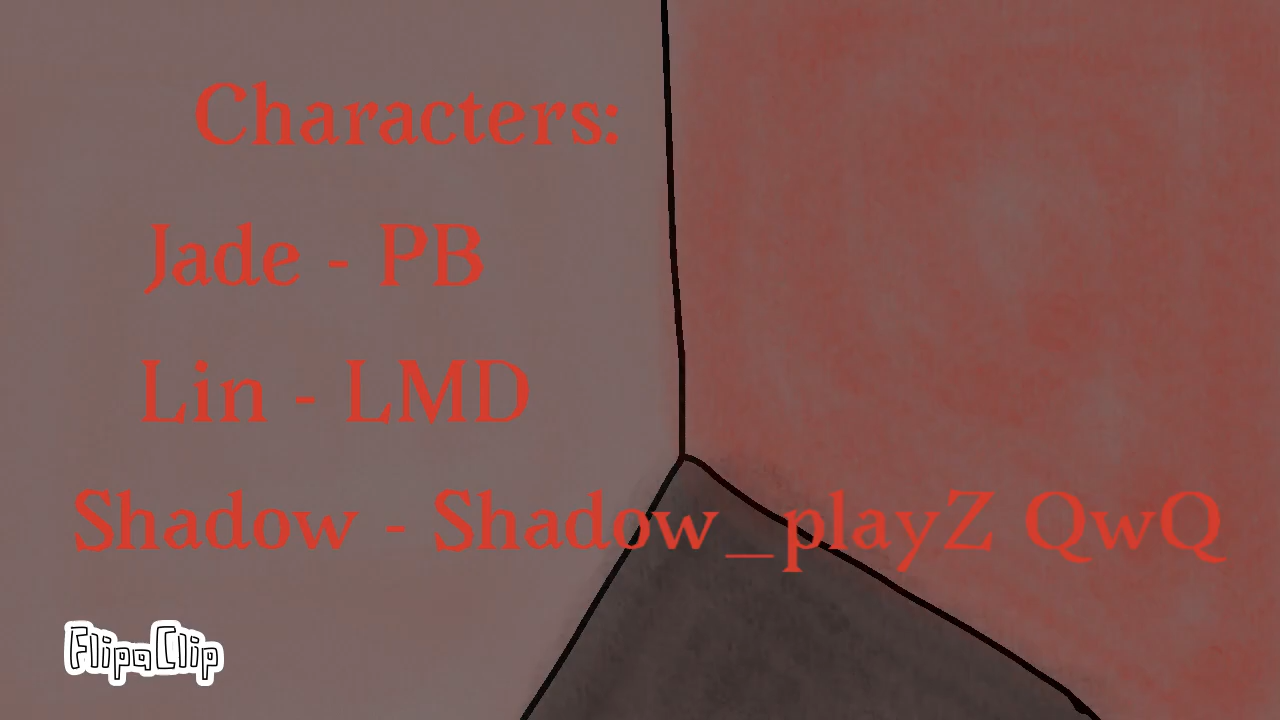 Characters:
Jade - PB
Lin - LMD
Shadow - Shadow_playZ QwQ
FlipaClip